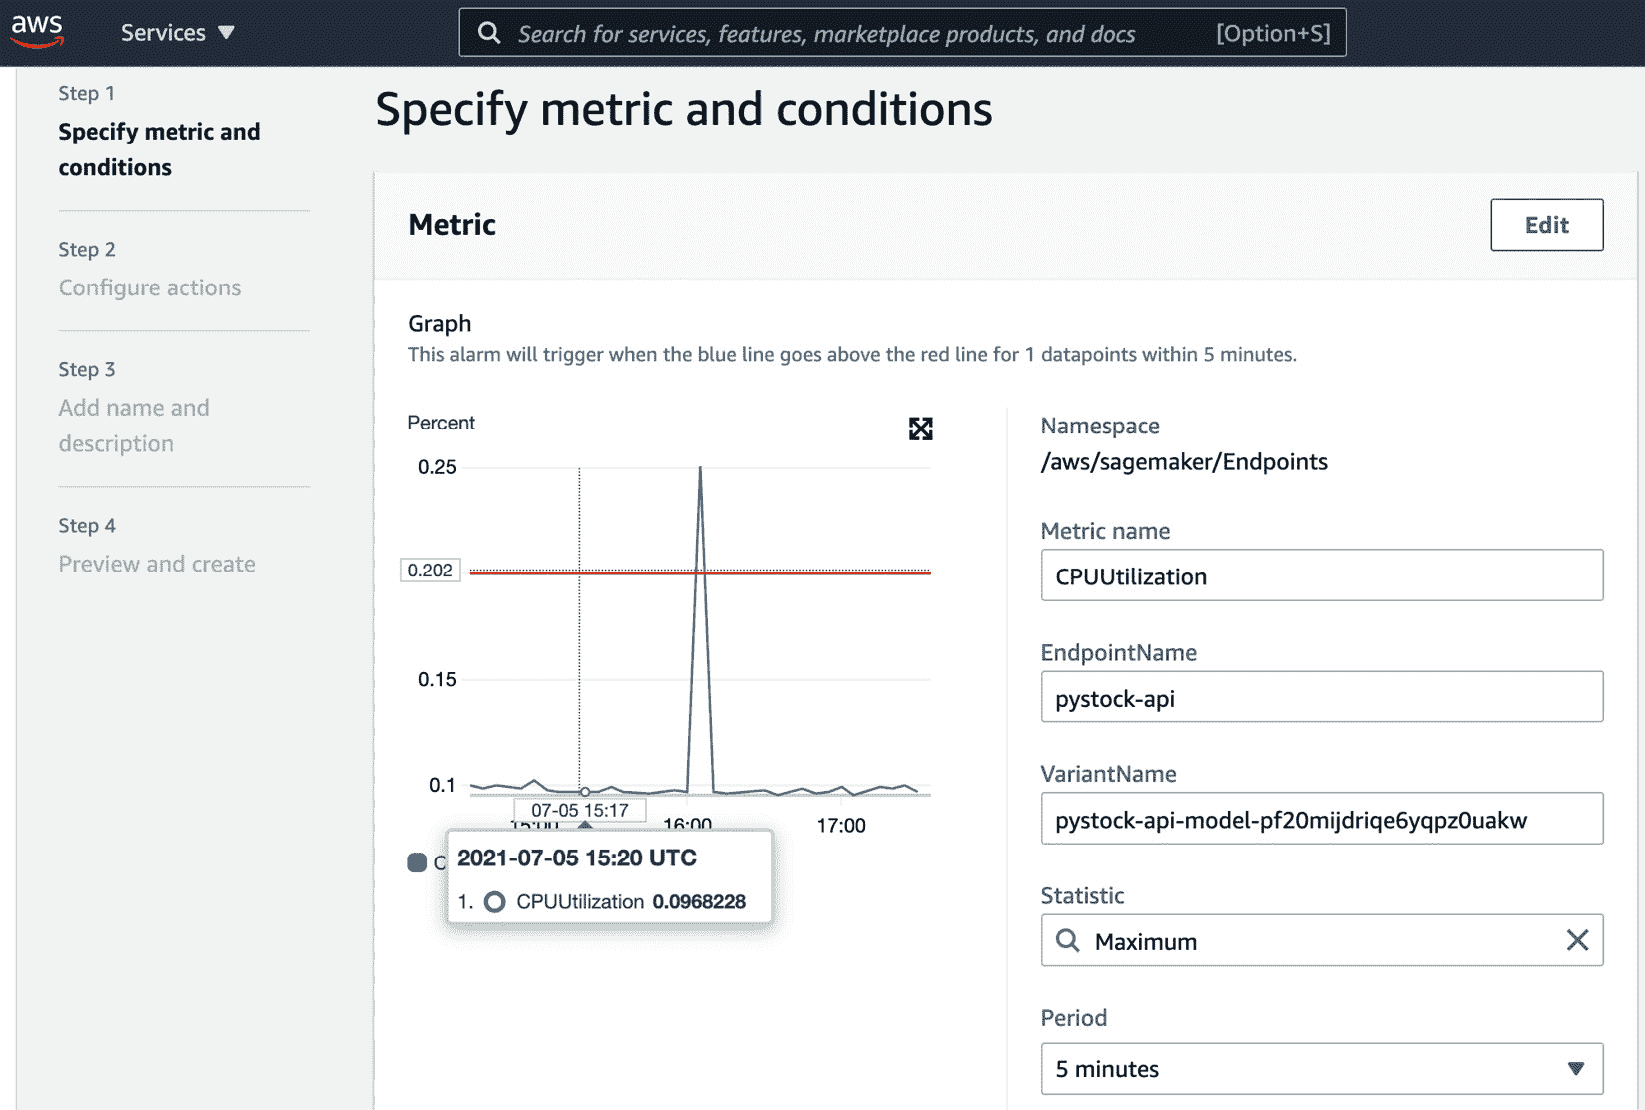 aws
Services
Search for services, features, marketplace products, and docs
[Option+S]
Step 1
Specify metric and
conditions
Step 2
Configure actions
Step 3
Add name and
description
Step 4
Preview and create
Specify metric and conditions
Metric
Edit
Graph
This alarm will trigger when the blue line goes above the red line for 1 datapoints within 5 minutes.
Percent
0.25
0.202
0.15
0.1
07-05 15:17
15:00
16:00
17:00
2021-07-05 15:20 UTC
1. CPUUtilization 0.0968228
Namespace
/aws/sagemaker/Endpoints
Metric name
CPUUtilization
EndpointName
pystock-api
VariantName
pystock-api-model-pf20mijdriqe6yqpz0uakw
Statistic
Maximum
Period
5 minutes